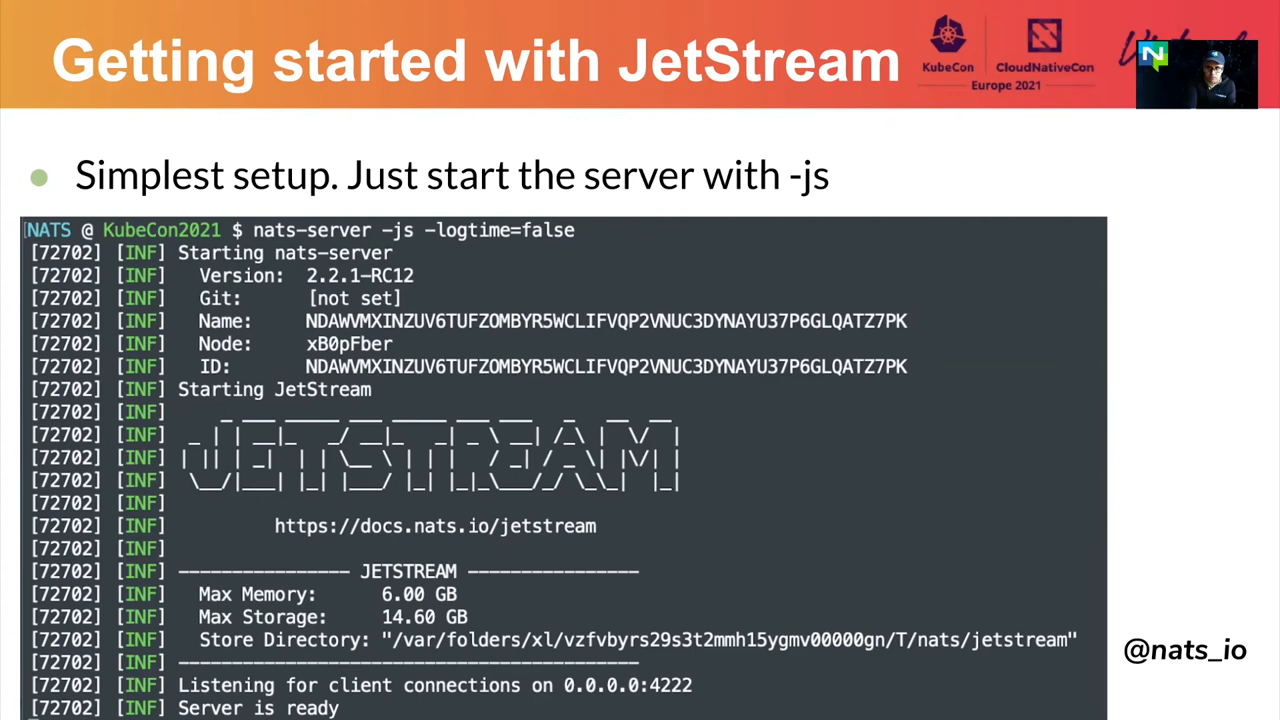 Getting started with JetStream
KubeCon
CloudNativeCon
Europe 2021
Virtual
N
● Simplest setup. Just start the server with -js
[NATS @ KubeCon2021 $ nats-server -js -logtime=false
[72702] [INF] Starting nats-server
[72702] [INF] Version: 2.2.1-RC12
[72702] [INF] Git: [not set]
[72702] [INF] Name: NDAWVMXINZUV6TUFZOMBYR5WCLIFVQP2VNUC3DYNAYU37P6GLQATZ7PK
[72702] [INF] Node: xB0pFber
[72702] [INF] ID: NDAWVMXINZUV6TUFZOMBYR5WCLIFVQP2VNUC3DYNAYU37P6GLQATZ7PK
[72702] [INF] Starting JetStream
[72702] [INF]
[72702] [INF]
[72702] [INF] JETSTREAM
[72702] [INF]
[72702] [INF]
[72702] [INF] https://docs.nats.io/jetstream
[72702] [INF]
[72702] [INF] ---------------- JETSTREAM ----------------
[72702] [INF] Max Memory: 6.00 GB
[72702] [INF] Max Storage: 14.60 GB
[72702] [INF] Store Directory: "/var/folders/xl/vzfvbyrs29s3t2mmh15ygmv00000gn/T/nats/jetstream"
[72702] [INF] -------------------------------------------
[72702] [INF] Listening for client connections on 0.0.0.0:4222
[72702] [INF] Server is ready
@nats_io